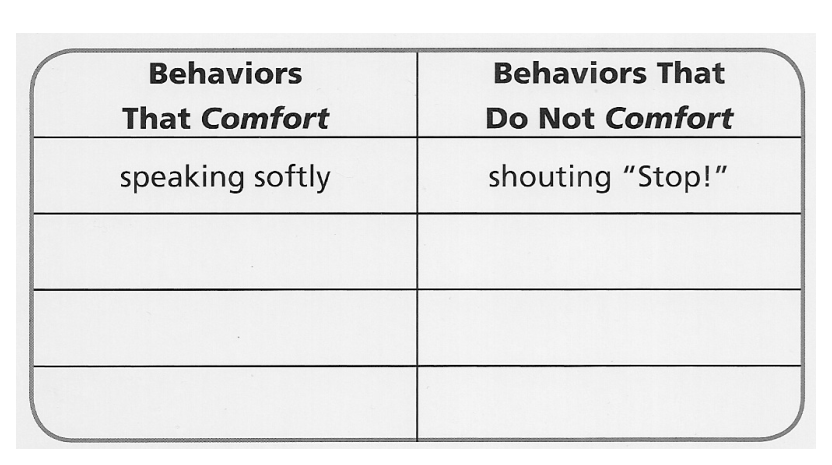 Behaviors
That Comfort
Behaviors That
Do Not Comfort
speaking softly
shouting “Stop!”